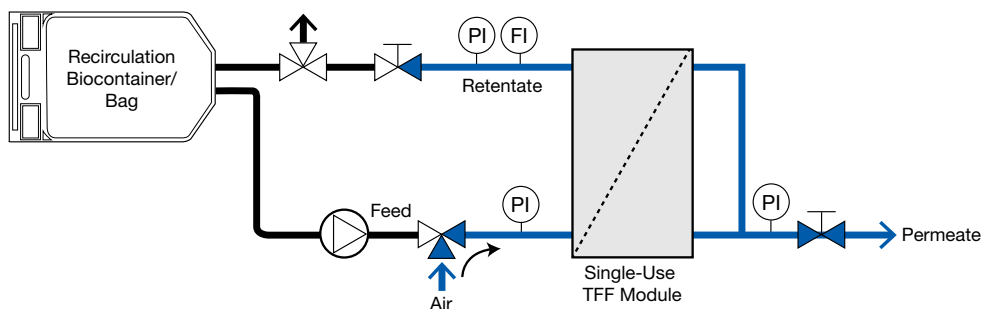 Recirculation
Biocontainer/
Bag
PI
FI
Retentate
PI
Feed
Air
Single-Use
TFF Module
PI
Permeate